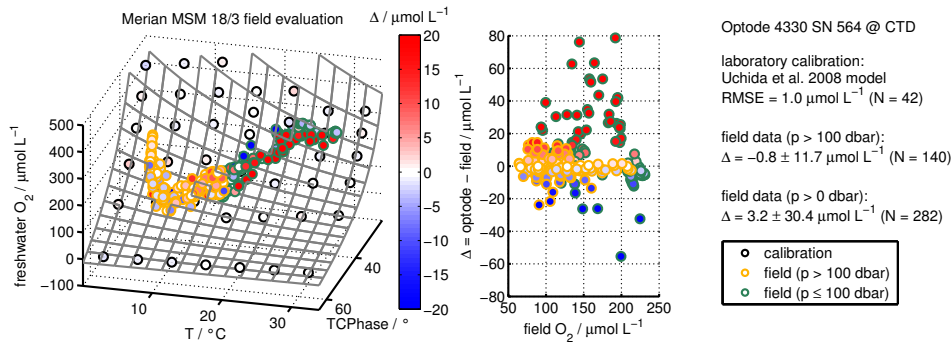 Merian MSM 18/3 field evaluation
Δ / μmol L−1
freshwater O2 / μmol L−1
500
400
300
200
100
0
−100
10
20
30
T / °C
40
60
TCPhase / °
20
15
10
5
0
−5
−10
−15
−20
Δ = optode − field / μmol L−1
80
60
40
20
0
−20
−40
−60
−80
50 100 150 200 250
field O2 / μmol L−1
Optode 4330 SN 564 @ CTD
laboratory calibration:
Uchida et al. 2008 model
RMSE = 1.0 μmol L−1 (N = 42)
field data (p > 100 dbar):
Δ = −0.8 ± 11.7 μmol L−1 (N = 140)
field data (p > 0 dbar):
Δ = 3.2 ± 30.4 μmol L−1 (N = 282)
calibration
field (p > 100 dbar)
field (p ≤ 100 dbar)